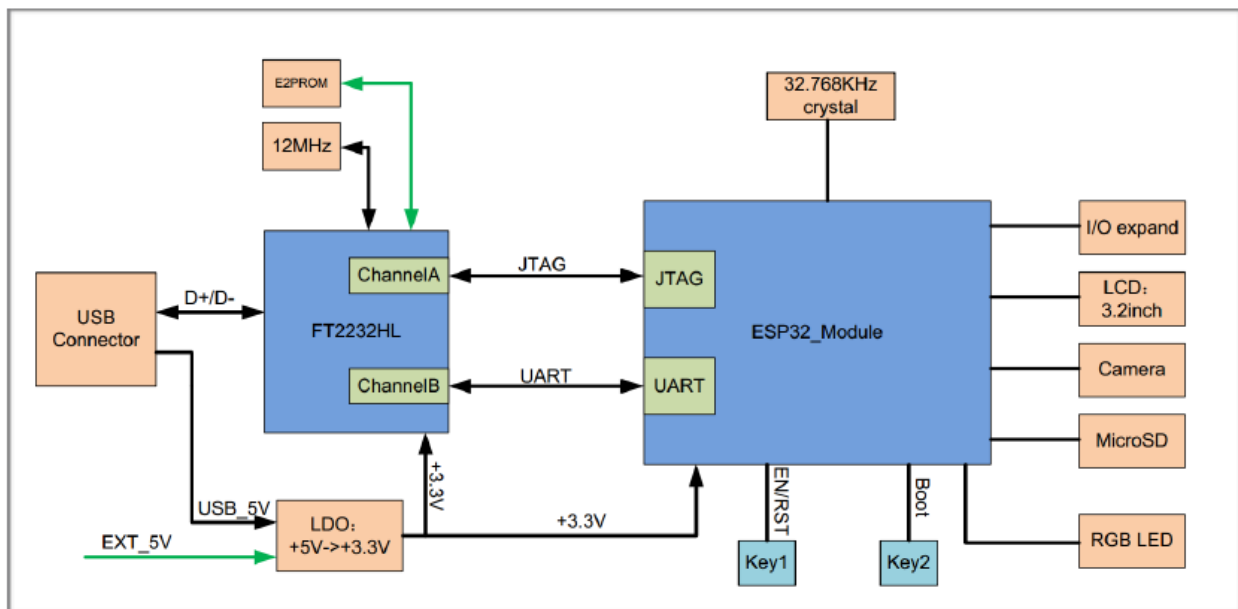 E2PROM
12MHz
32.768KHz
crystal
USB
Connector
D+/D-
FT2232HL
ChannelA
ChannelB
JTAG
UART
JTAG
UART
ESP32_Module
I/O expand
LCD：
3.2inch
Camera
MicroSD
RGB LED
USB_5V
EXT_5V
LDO：
+5V->+3.3V
+3.3V
+3.3V
EN/RST
Boot
Key1
Key2